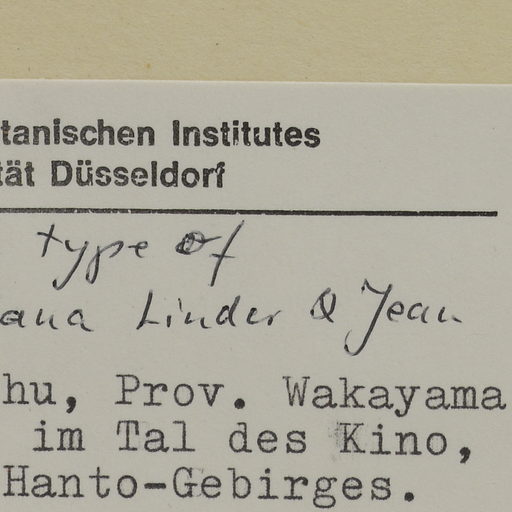 tanischen Institutes
tät Düsseldorf
type of
ana Linder & Jean
hu, Prov. Wakayama
im Tal des Kino,
Hanto-Gebirges.